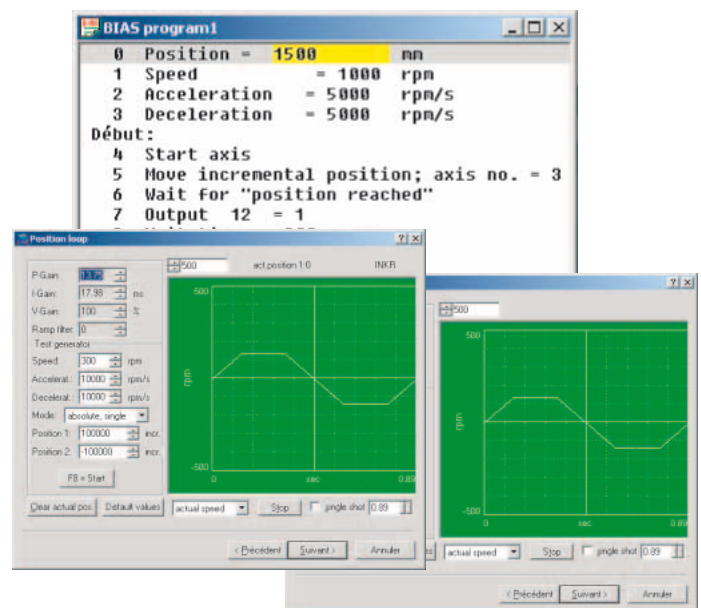 BIAS program1
0 Position = 1500 mm
1 Speed = 1000 rpm
2 Acceleration = 5000 rpm/s
3 Deceleration = 5000 rpm/s
Début:
4 Start axis
5 Move incremental position; axis no. = 3
6 Wait for "position reached"
7 Output 12 = 1
Position loop
500 act.position 1:0 INKR
P-Gain:
I-Gain: 17.98 ms
V-Gain: 100 %
Ramp filter 0
Test generator
Speed: 300 rpm
Accelerat.: 10000 rpm/s
Decelerat.: 10000 rpm/s
Mode: absolute, single
Position 1: 100000 incr.
Position 2: -100000 incr.
F8 = Start
Clear actual pos. Default values
500
rpm
-500
0 sec 0.89
actual speed Stop single shot 0.89
< Précédent Suivant > Annuler
500
500
rpm
-500
0 sec 0.89
actual speed Stop single shot 0.89
< Précédent Suivant > Annuler